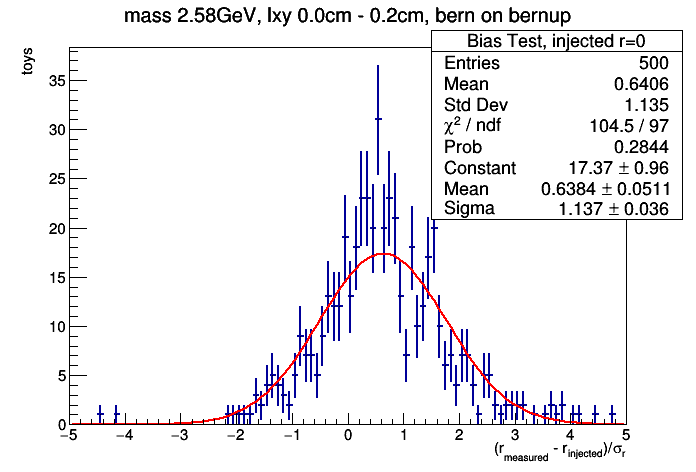 mass 2.58GeV, lxy 0.0cm - 0.2cm, bern on bernup
Bias Test, injected r=0
Entries 500
Mean 0.6406
Std Dev 1.135
χ² / ndf 104.5 / 97
Prob 0.2844
Constant 17.37 ± 0.96
Mean 0.6384 ± 0.0511
Sigma 1.137 ± 0.036
toys
35
30
25
20
15
10
5
0
−5 −4 −3 −2 −1 0 1 2 3 4 5
(r_measured - r_injected)/σ_r